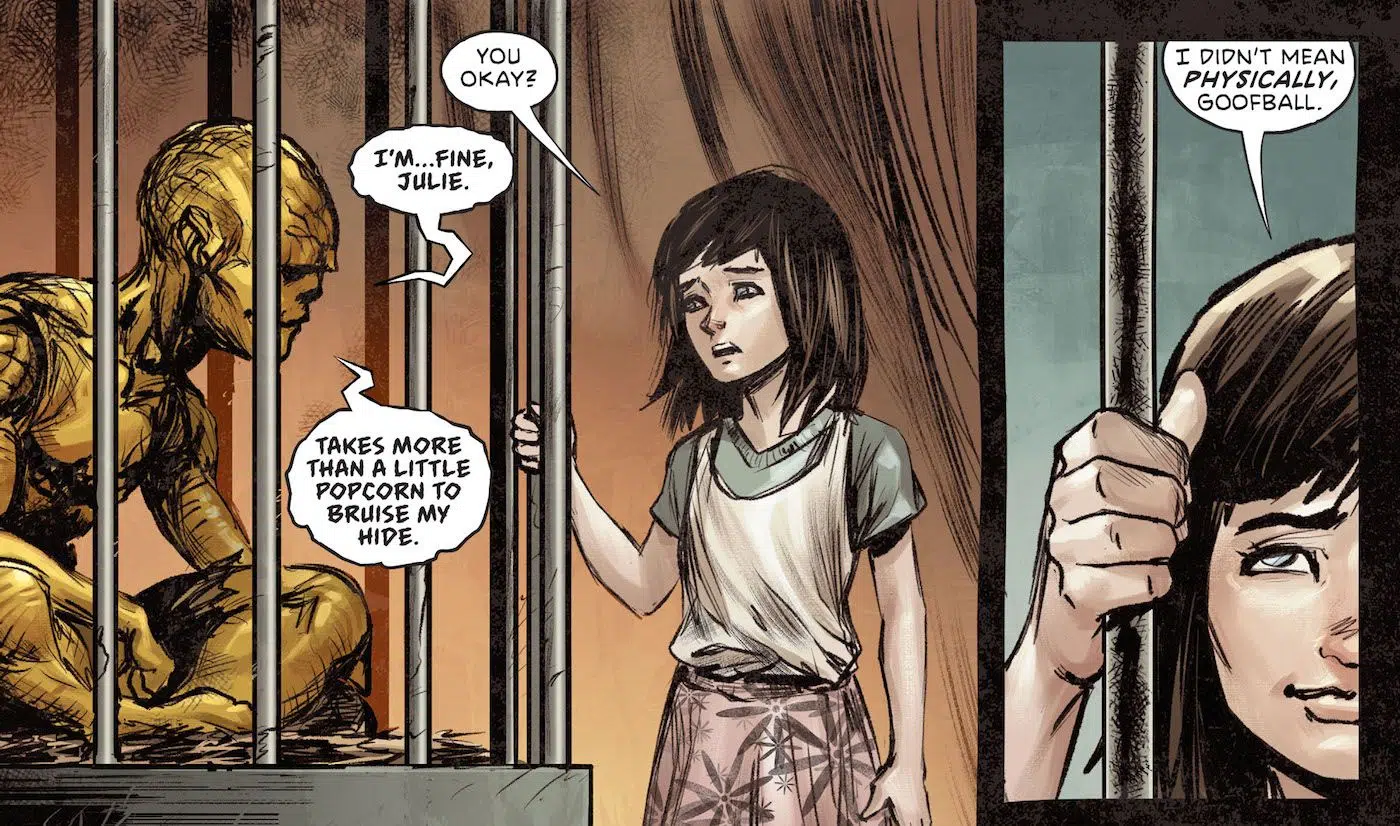 YOU
OKAY?
I'M...FINE,
JULIE.
TAKES MORE
THAN A LITTLE
POPCORN TO
BRUISE MY
HIDE.
I DIDN'T MEAN
PHYSICALLY,
GOOFBALL.